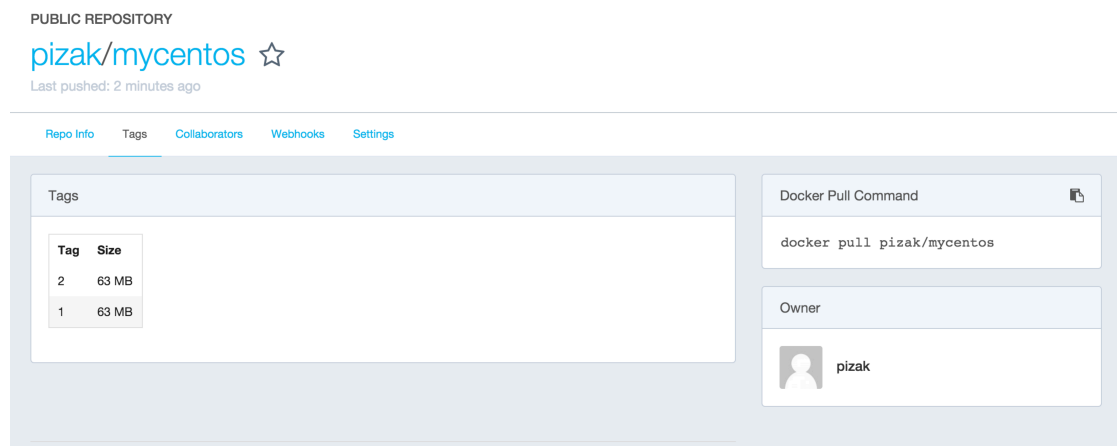 PUBLIC REPOSITORY
pizak/mycentos
Last pushed: 2 minutes ago
Repo Info Tags Collaborators Webhooks Settings
Tags
Tag Size
2 63 MB
1 63 MB
Docker Pull Command
docker pull pizak/mycentos
Owner
pizak